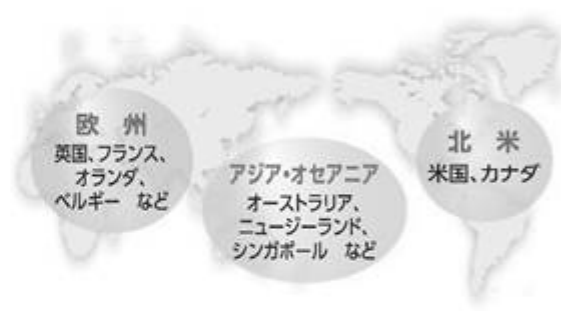 欧　州
英国、フランス、
オランダ、
ベルギー　など
アジア・オセアニア
オーストラリア、
ニュージーランド、
シンガポール　など
北　米
米国、カナダ